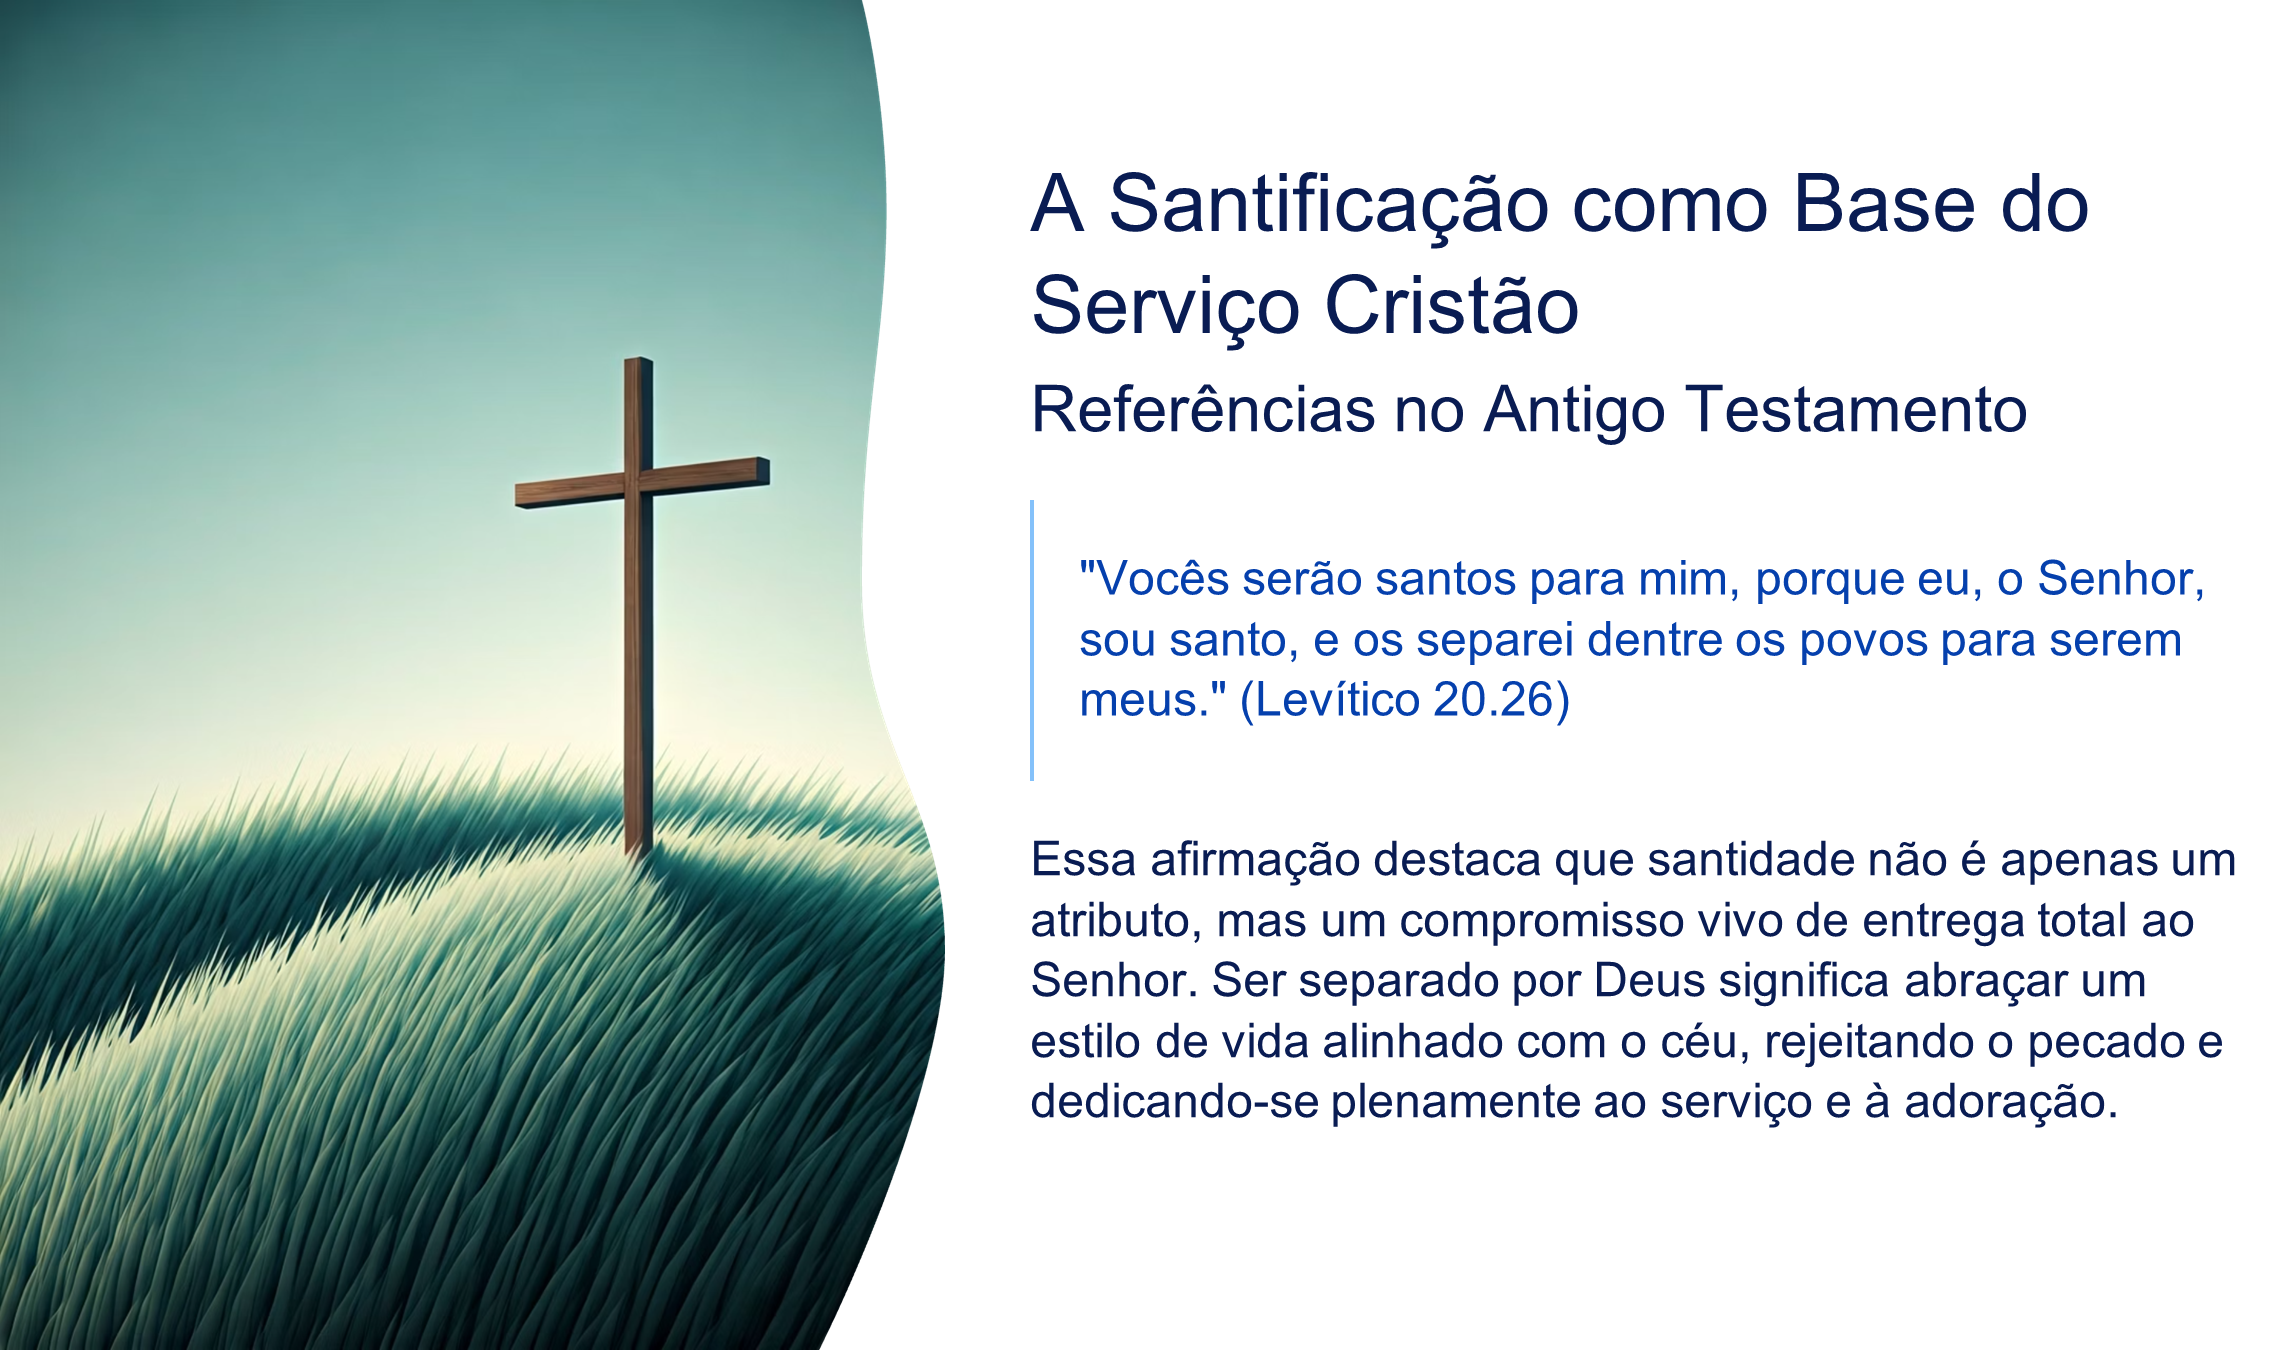 A Santificação como Base do
Serviço Cristão
Referências no Antigo Testamento
"Vocês serão santos para mim, porque eu, o Senhor,
sou santo, e os separei dentre os povos para serem
meus." (Levítico 20.26)
Essa afirmação destaca que santidade não é apenas um
atributo, mas um compromisso vivo de entrega total ao
Senhor. Ser separado por Deus significa abraçar um
estilo de vida alinhado com o céu, rejeitando o pecado e
dedicando-se plenamente ao serviço e à adoração.